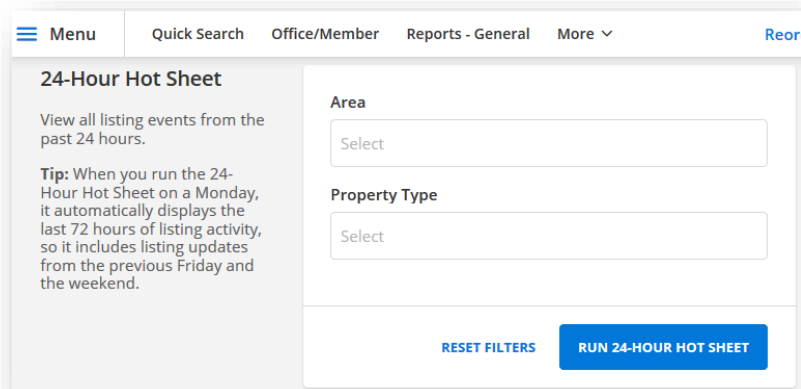 Menu
Quick Search
Office/Member
Reports - General
More
Reor
24-Hour Hot Sheet
View all listing events from the
past 24 hours.
Tip: When you run the 24-
Hour Hot Sheet on a Monday,
it automatically displays the
last 72 hours of listing activity,
so it includes listing updates
from the previous Friday and
the weekend.
Area
Select
Property Type
Select
RESET FILTERS
RUN 24-HOUR HOT SHEET